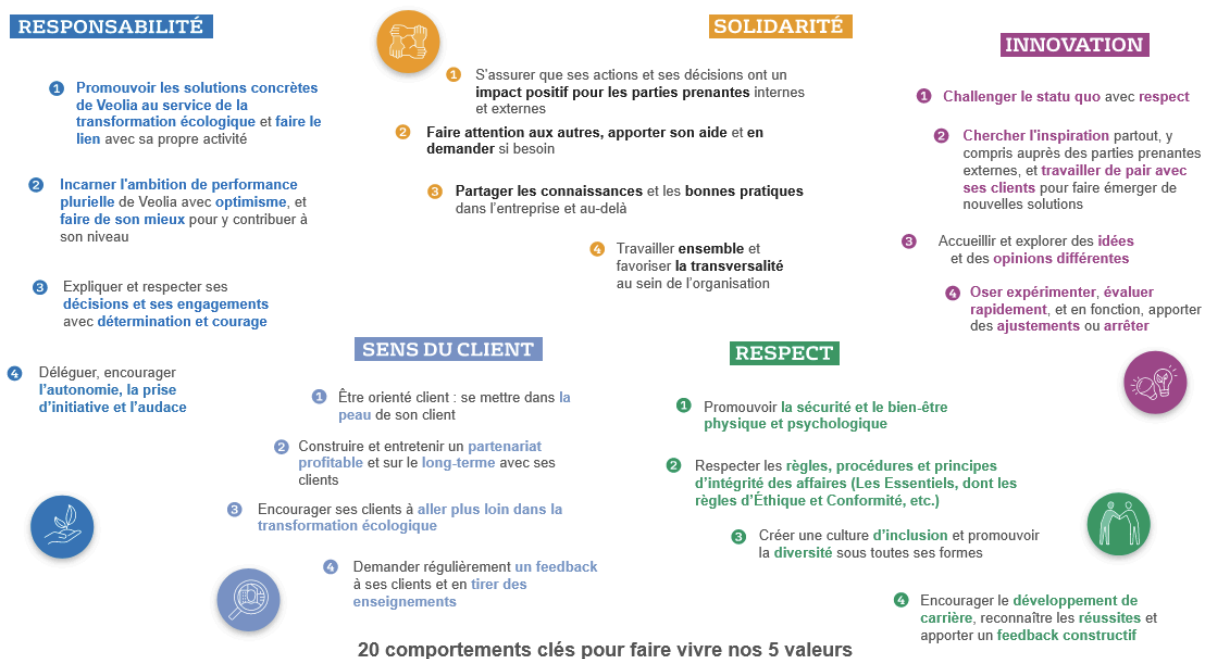 RESPONSABILITÉ
1 Promouvoir les solutions concrètes
de Veolia au service de la
transformation écologique et faire le
lien avec sa propre activité
2 Incarner l'ambition de performance
plurielle de Veolia avec optimisme, et
faire de son mieux pour y contribuer à
son niveau
3 Expliquer et respecter ses
décisions et ses engagements
avec détermination et courage
4 Déléguer, encourager
l'autonomie, la prise
d'initiative et l'audace
SOLIDARITÉ
1 S'assurer que ses actions et ses décisions ont un
impact positif pour les parties prenantes internes
et externes
2 Faire attention aux autres, apporter son aide et en
demander si besoin
3 Partager les connaissances et les bonnes pratiques
dans l'entreprise et au-delà
4 Travailler ensemble et
favoriser la transversalité
au sein de l'organisation
INNOVATION
1 Challenger le statu quo avec respect
2 Chercher l'inspiration partout, y
compris auprès des parties prenantes
externes, et travailler de pair avec
ses clients pour faire émerger de
nouvelles solutions
3 Accueillir et explorer des idées
et des opinions différentes
4 Oser expérimenter, évaluer
rapidement, et en fonction, apporter
des ajustements ou arrêter
SENS DU CLIENT
1 Être orienté client : se mettre dans la
peau de son client
2 Construire et entretenir un partenariat
profitable et sur le long-terme avec ses
clients
3 Encourager ses clients à aller plus loin dans la
transformation écologique
4 Demander régulièrement un feedback
à ses clients et en tirer des
enseignements
RESPECT
1 Promouvoir la sécurité et le bien-être
physique et psychologique
2 Respecter les règles, procédures et principes
d'intégrité des affaires (Les Essentiels, dont les
règles d'Éthique et Conformité, etc.)
3 Créer une culture d'inclusion et promouvoir
la diversité sous toutes ses formes
4 Encourager le développement de
carrière, reconnaître les réussites et
apporter un feedback constructif
20 comportements clés pour faire vivre nos 5 valeurs